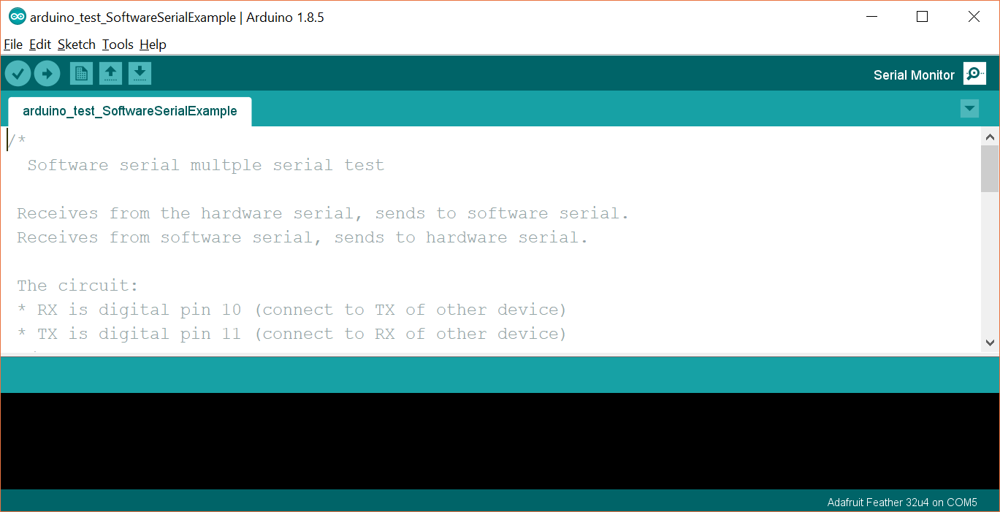 arduino_test_SoftwareSerialExample | Arduino 1.8.5
File Edit Sketch Tools Help
Serial Monitor
arduino_test_SoftwareSerialExample
/*
Software serial multple serial test
Receives from the hardware serial, sends to software serial.
Receives from software serial, sends to hardware serial.
The circuit:
* RX is digital pin 10 (connect to TX of other device)
* TX is digital pin 11 (connect to RX of other device)
Adafruit Feather 32u4 on COM5